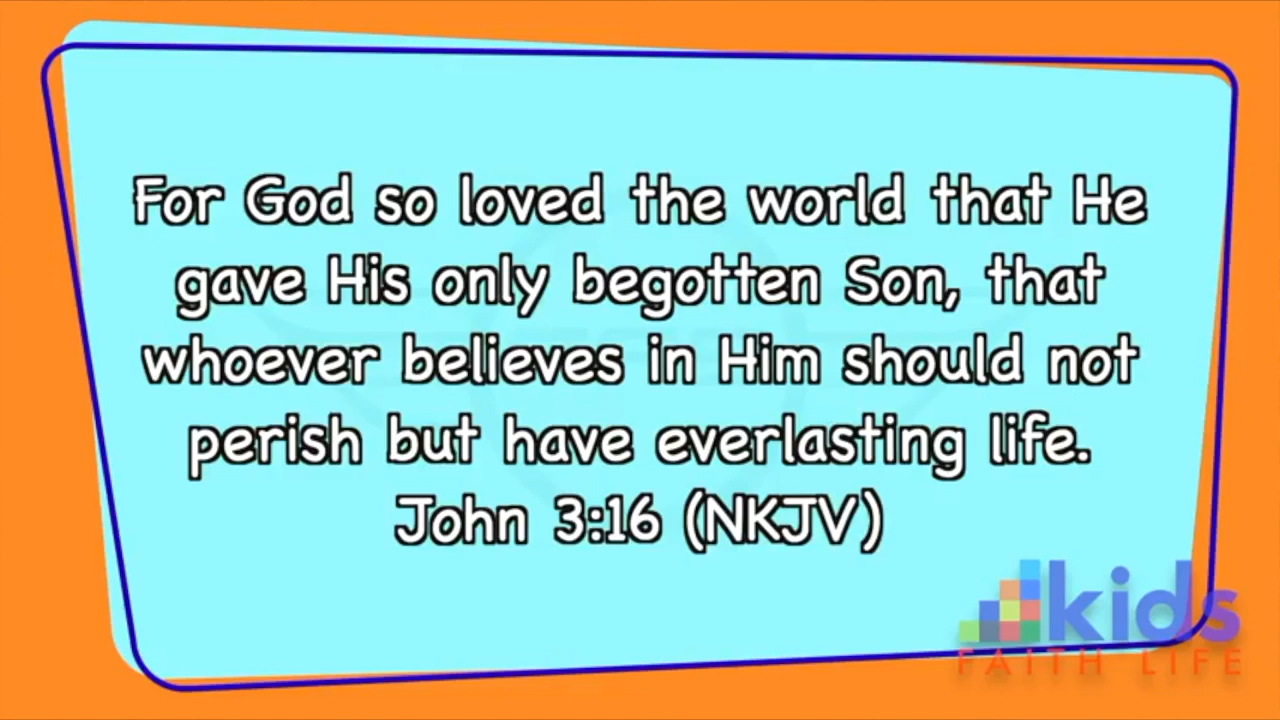 For God so loved the world that He
gave His only begotten Son, that
whoever believes in Him should not
perish but have everlasting life.
John 3:16 (NKJV)
kids
FAITH LIFE